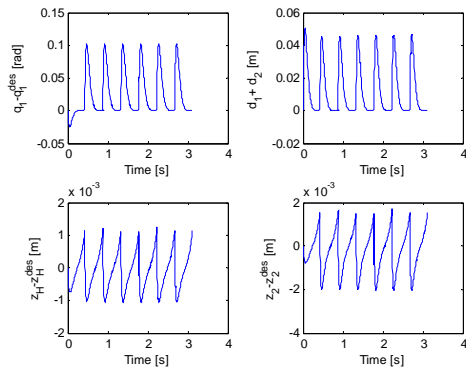 0.15
0.1
0.05
0
-0.05
q1-q1des [rad]
0 1 2 3 4
Time [s]
0.06
0.04
0.02
0
-0.02
d1+ d2 [m]
0 1 2 3 4
Time [s]
x 10-3
2
1
0
-1
-2
zH-zHdes [m]
0 1 2 3 4
Time [s]
x 10-3
2
0
-2
-4
z2-z2des [m]
0 1 2 3 4
Time [s]